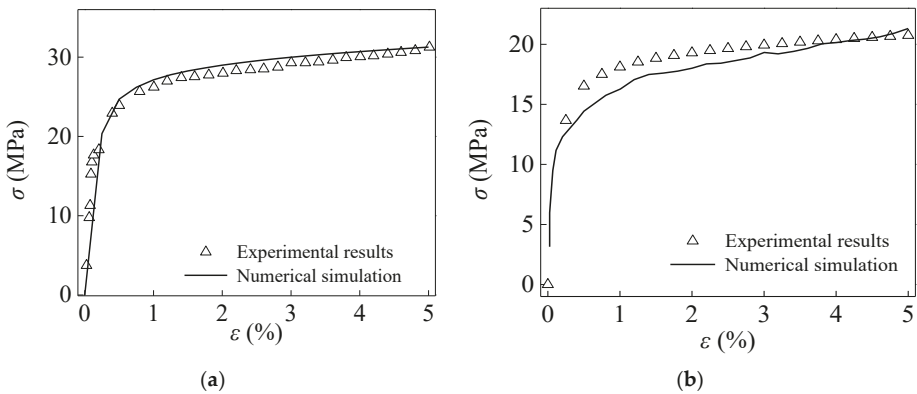 30
20
10
0
σ (MPa)
Experimental results
Numerical simulation
0 1 2 3 4 5
ε (%)
(a)
20
15
10
5
0
σ (MPa)
Experimental results
Numerical simulation
0 1 2 3 4 5
ε (%)
(b)